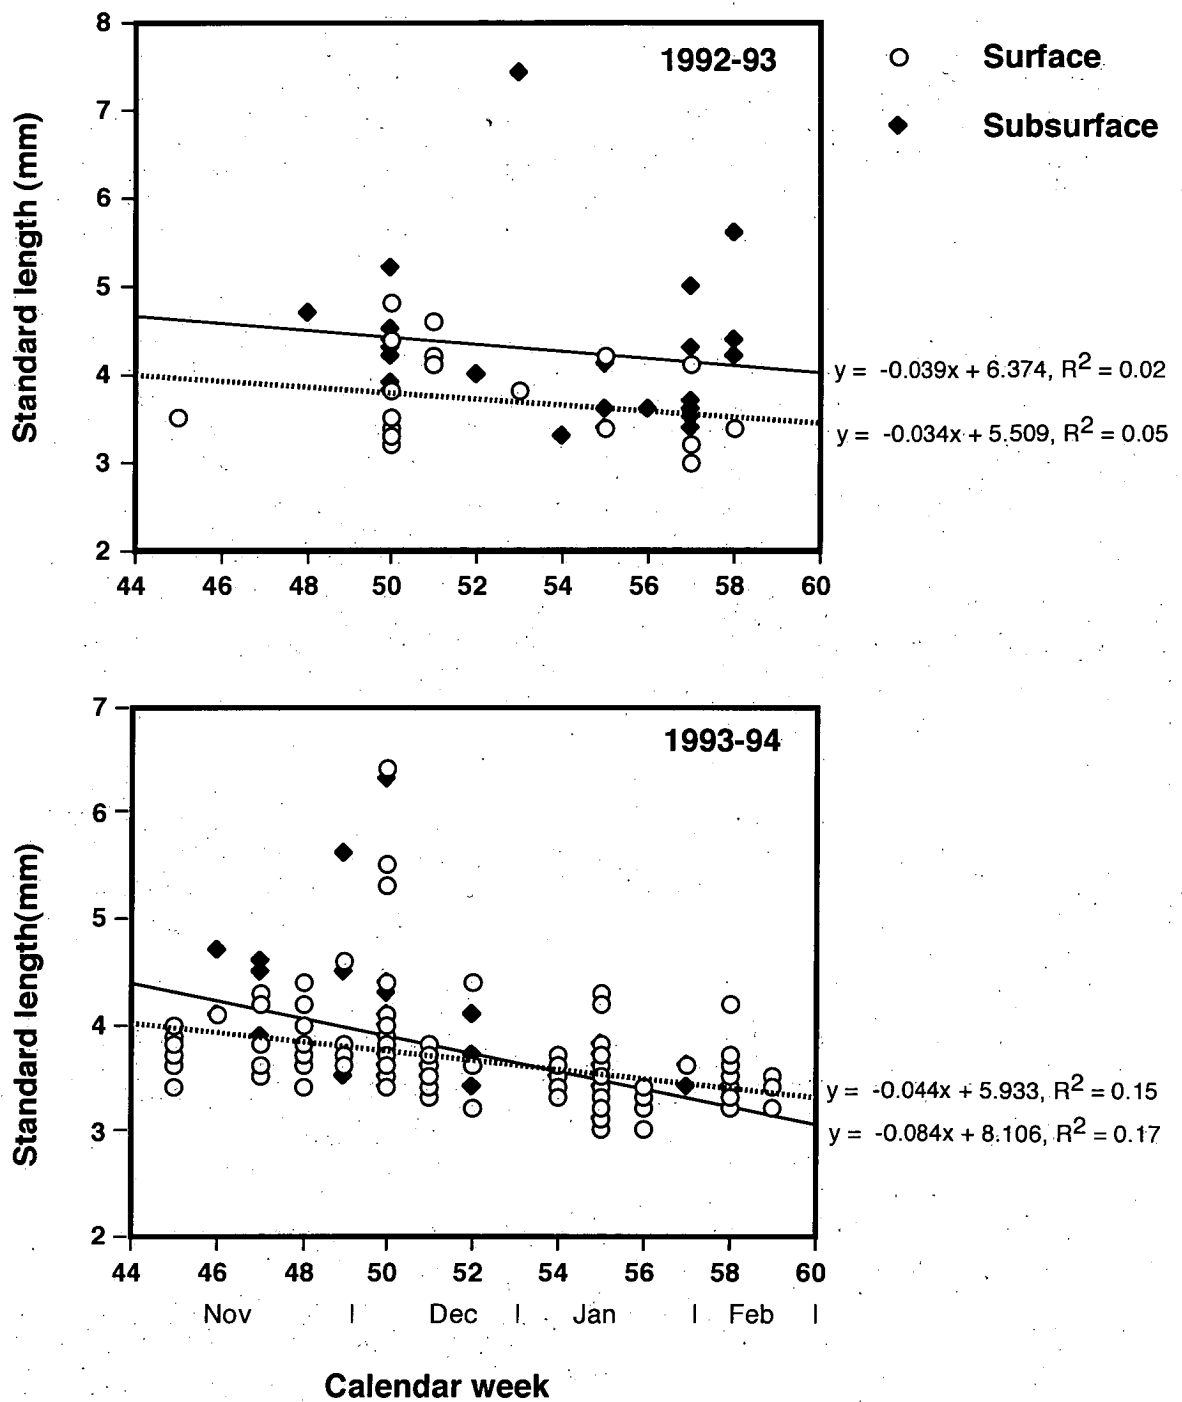 8
1992-93
Surface
7
Subsurface
6
5
4
3
2
Standard length (mm)
y = -0.039x + 6.374, R2 = 0.02
y = -0.034x + 5.509, R2 = 0.05
44 46 48 50 52 54 56 58 60
7
1993-94
6
5
4
3
2
Standard length(mm)
y = -0.044x + 5.933, R2 = 0.15
y = -0.084x + 8.106, R2 = 0.17
44 46 48 50 52 54 56 58 60
Nov | Dec | Jan | Feb |
Calendar week